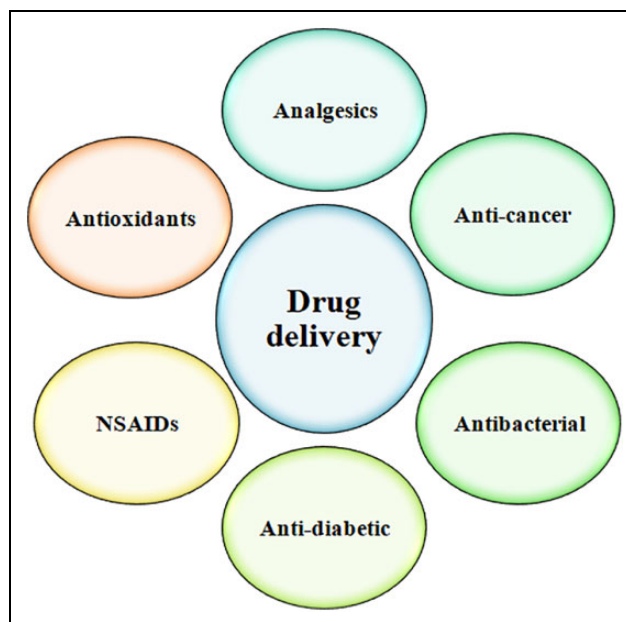 Analgesics
Antioxidants
Anti-cancer
Drug
delivery
NSAIDs
Antibacterial
Anti-diabetic